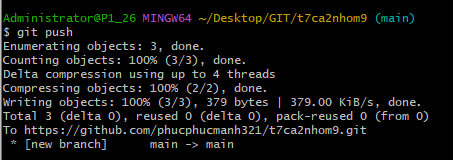 Administrator@P1_26 MINGW64 ~/Desktop/GIT/t7ca2nhom9 (main)
$ git push
Enumerating objects: 3, done.
Counting objects: 100% (3/3), done.
Delta compression using up to 4 threads
Compressing objects: 100% (2/2), done.
Writing objects: 100% (3/3), 379 bytes | 379.00 KiB/s, done.
Total 3 (delta 0), reused 0 (delta 0), pack-reused 0 (from 0)
To https://github.com/phucphucmanh321/t7ca2nhom9.git
 * [new branch]      main -> main